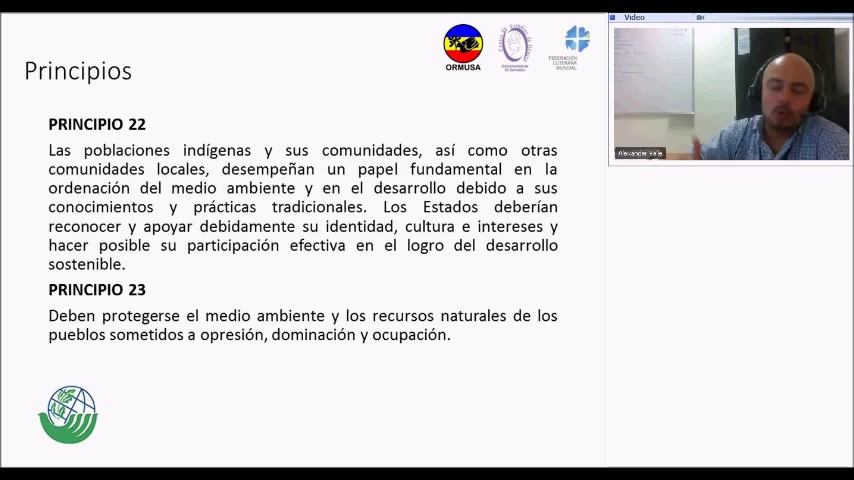 Principios
ORMUSA
Universidad de
El Salvador
FEDERACIÓN
LUTERANA
MUNDIAL
Video
Alexander Valle
PRINCIPIO 22
Las poblaciones indígenas y sus comunidades, así como otras
comunidades locales, desempeñan un papel fundamental en la
ordenación del medio ambiente y en el desarrollo debido a sus
conocimientos y prácticas tradicionales. Los Estados deberían
reconocer y apoyar debidamente su identidad, cultura e intereses y
hacer posible su participación efectiva en el logro del desarrollo
sostenible.
PRINCIPIO 23
Deben protegerse el medio ambiente y los recursos naturales de los
pueblos sometidos a opresión, dominación y ocupación.